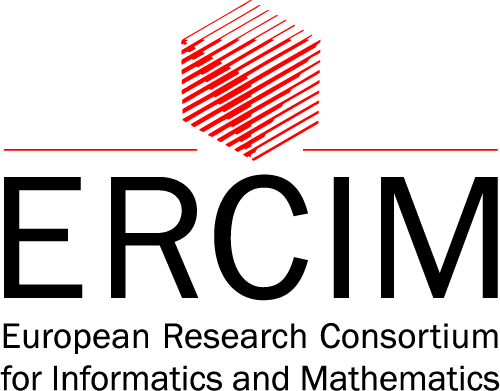 ERCIM
European Research Consortium
for Informatics and Mathematics